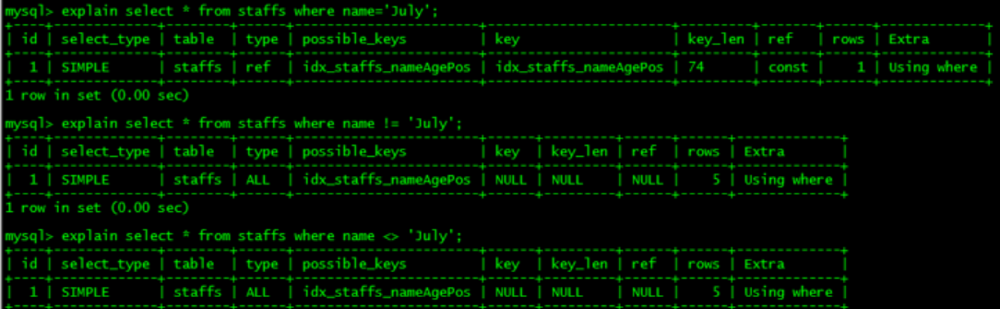 mysql> explain select * from staffs where name='July';
| id | select_type | table | type | possible_keys | key | key_len | ref | rows | Extra |
| 1 | SIMPLE | staffs | ref | idx_staffs_nameAgePos | idx_staffs_nameAgePos | 74 | const | 1 | Using where |
1 row in set (0.00 sec)
mysql> explain select * from staffs where name != 'July';
| id | select_type | table | type | possible_keys | key | key_len | ref | rows | Extra |
| 1 | SIMPLE | staffs | ALL | idx_staffs_nameAgePos | NULL | NULL | NULL | 5 | Using where |
1 row in set (0.00 sec)
mysql> explain select * from staffs where name <> 'July';
| id | select_type | table | type | possible_keys | key | key_len | ref | rows | Extra |
| 1 | SIMPLE | staffs | ALL | idx_staffs_nameAgePos | NULL | NULL | NULL | 5 | Using where |